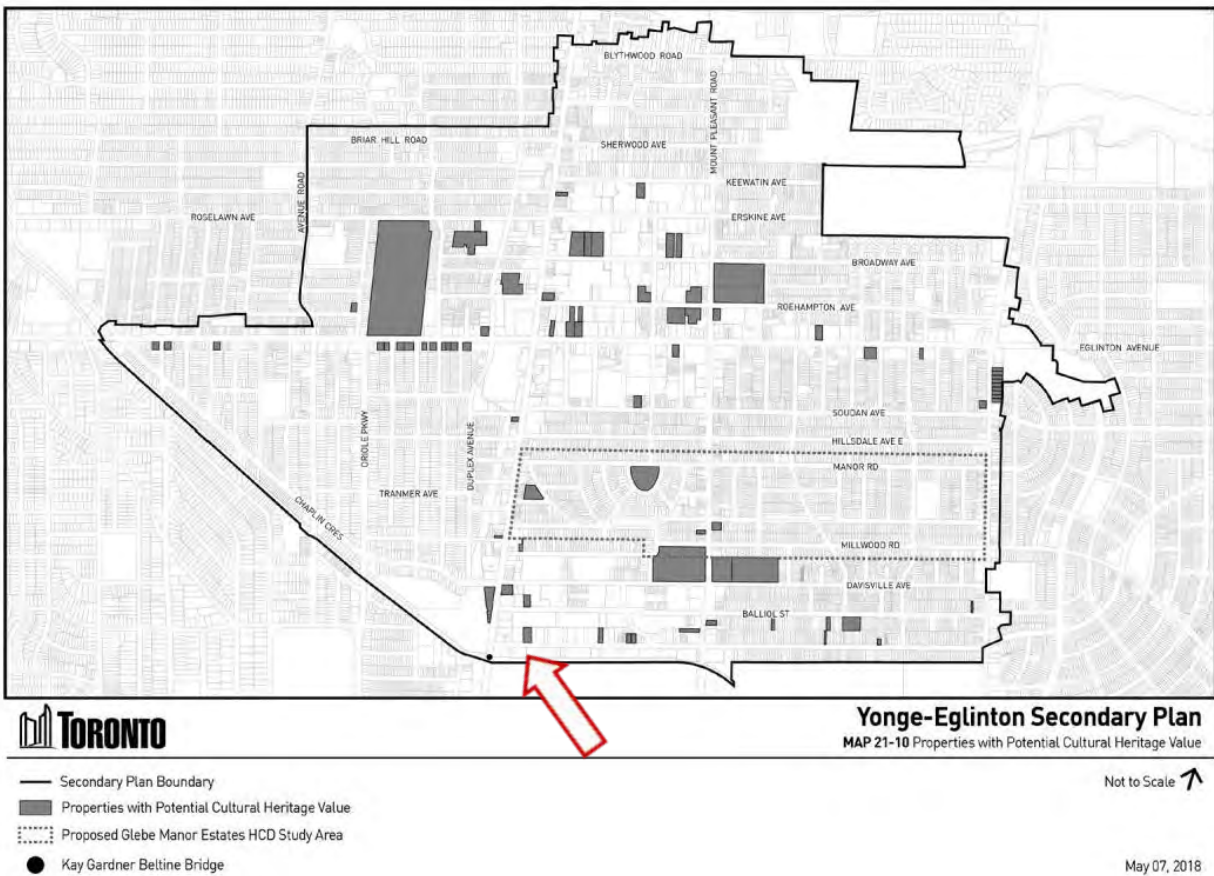 BLYTHWOOD ROAD
MOUNT PLEASANT ROAD
BRIAR HILL ROAD
SHERWOOD AVE
AVENUE ROAD
KEEWATIN AVE
ROSELAWN AVE
ERSKINE AVE
BROADWAY AVE
ROEHAMPTON AVE
EGLINTON AVENUE
ORIOLE PKWY
DUPLEX AVENUE
SOUDAN AVE
HILLSDALE AVE E
MANOR RD
TRANMER AVE
CHAPLIN CRES
MILLWOOD RD
DAVISVILLE AVE
BALLIOL ST
TORONTO
Yonge-Eglinton Secondary Plan
MAP 21-10 Properties with Potential Cultural Heritage Value
Secondary Plan Boundary
Properties with Potential Cultural Heritage Value
Proposed Glebe Manor Estates HCD Study Area
Kay Gardner Beltine Bridge
Not to Scale
May 07, 2018